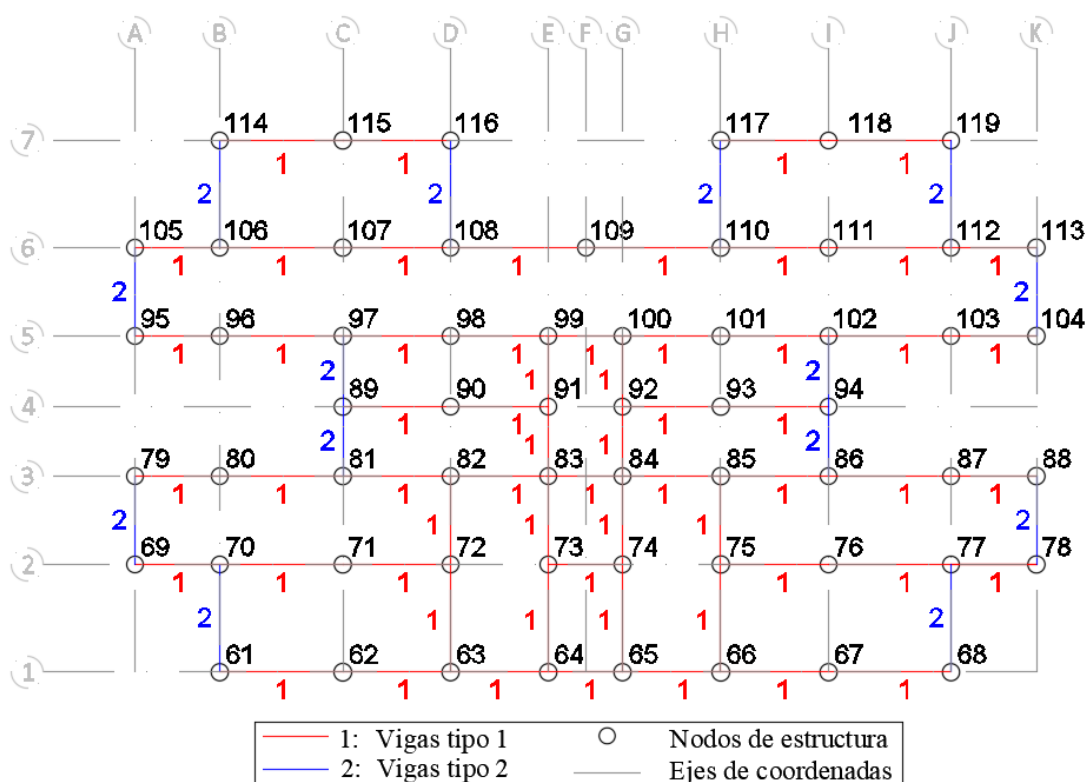 A B C D E F G H I J K
114 115 116 117 118 119
7
1 1 1 1
2 2 2 2
105 106 107 108 109 110 111 112 113
6
1 1 1 1 1 1 1 1
2 2
95 96 97 98 99 100 101 102 103 104
5
1 1 1 1 1 1 1 1 1
2 1 1 2
89 90 91 92 93 94
4
1 1 1 1
2 1 1 2
79 80 81 82 83 84 85 86 87 88
3
1 1 1 1 1 1 1 1 1
2 1 1 1 1 2
69 70 71 72 73 74 75 76 77 78
2
1 1 1 1 1 1
2 1 1 1 1 2
61 62 63 64 65 66 67 68
1
1 1 1 1 1 1 1
1: Vigas tipo 1 Nodos de estructura
2: Vigas tipo 2 Ejes de coordenadas